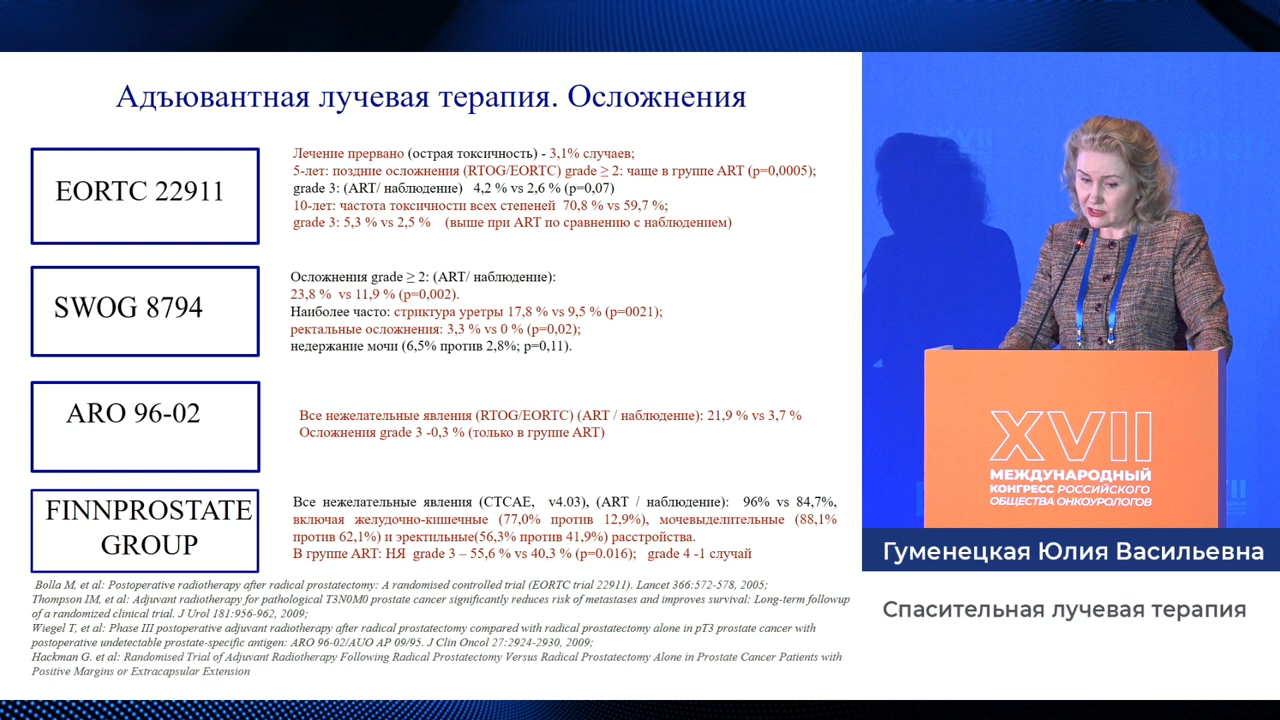 Адъювантная лучевая терапия. Осложнения
EORTC 22911
Лечение прервано (острая токсичность) - 3,1% случаев;
5-лет: поздние осложнения (RTOG/EORTC) grade ≥ 2: чаще в группе ART (p=0,0005);
grade 3: (ART/ наблюдение) 4,2 % vs 2,6 % (p=0,07)
10-лет: частота токсичности всех степеней 70,8 % vs 59,7 %;
grade 3: 5,3 % vs 2,5 % (выше при ART по сравнению с наблюдением)
SWOG 8794
Осложнения grade ≥ 2: (ART/ наблюдение):
23,8 % vs 11,9 % (p=0,002).
Наиболее часто: стриктура уретры 17,8 % vs 9,5 % (p=0021);
ректальные осложнения: 3,3 % vs 0 % (p=0,02);
недержание мочи (6,5% против 2,8%; p=0,11).
ARO 96-02
Все нежелательные явления (RTOG/EORTC) (ART / наблюдение): 21,9 % vs 3,7 %
Осложнения grade 3 -0,3 % (только в группе ART)
FINNPROSTATE
GROUP
Все нежелательные явления (CTCAE, v4.03), (ART / наблюдение): 96% vs 84,7%,
включая желудочно-кишечные (77,0% против 12,9%), мочевыделительные (88,1%
против 62,1%) и эректильные(56,3% против 41,9%) расстройства.
В группе ART: НЯ grade 3 – 55,6 % vs 40,3 % (p=0.016); grade 4 -1 случай
Bolla M, et al: Postoperative radiotherapy after radical prostatectomy: A randomised controlled trial (EORTC trial 22911). Lancet 366:572-578, 2005;
Thompson IM, et al: Adjuvant radiotherapy for pathological T3N0M0 prostate cancer significantly reduces risk of metastases and improves survival: Long-term followup
of a randomized clinical trial. J Urol 181:956-962, 2009;
Wiegel T, et al: Phase III postoperative adjuvant radiotherapy after radical prostatectomy compared with radical prostatectomy alone in pT3 prostate cancer with
postoperative undetectable prostate-specific antigen: ARO 96-02/AUO AP 09/95. J Clin Oncol 27:2924-2930, 2009;
Hackman G. et al: Randomised Trial of Adjuvant Radiotherapy Following Radical Prostatectomy Versus Radical Prostatectomy Alone in Prostate Cancer Patients with
Positive Margins or Extracapsular Extension
XVII
МЕЖДУНАРОДНЫЙ
КОНГРЕСС РОССИЙСКОГО
ОБЩЕСТВА ОНКОУРОЛОГОВ
Гуменецкая Юлия Васильевна
Спасительная лучевая терапия